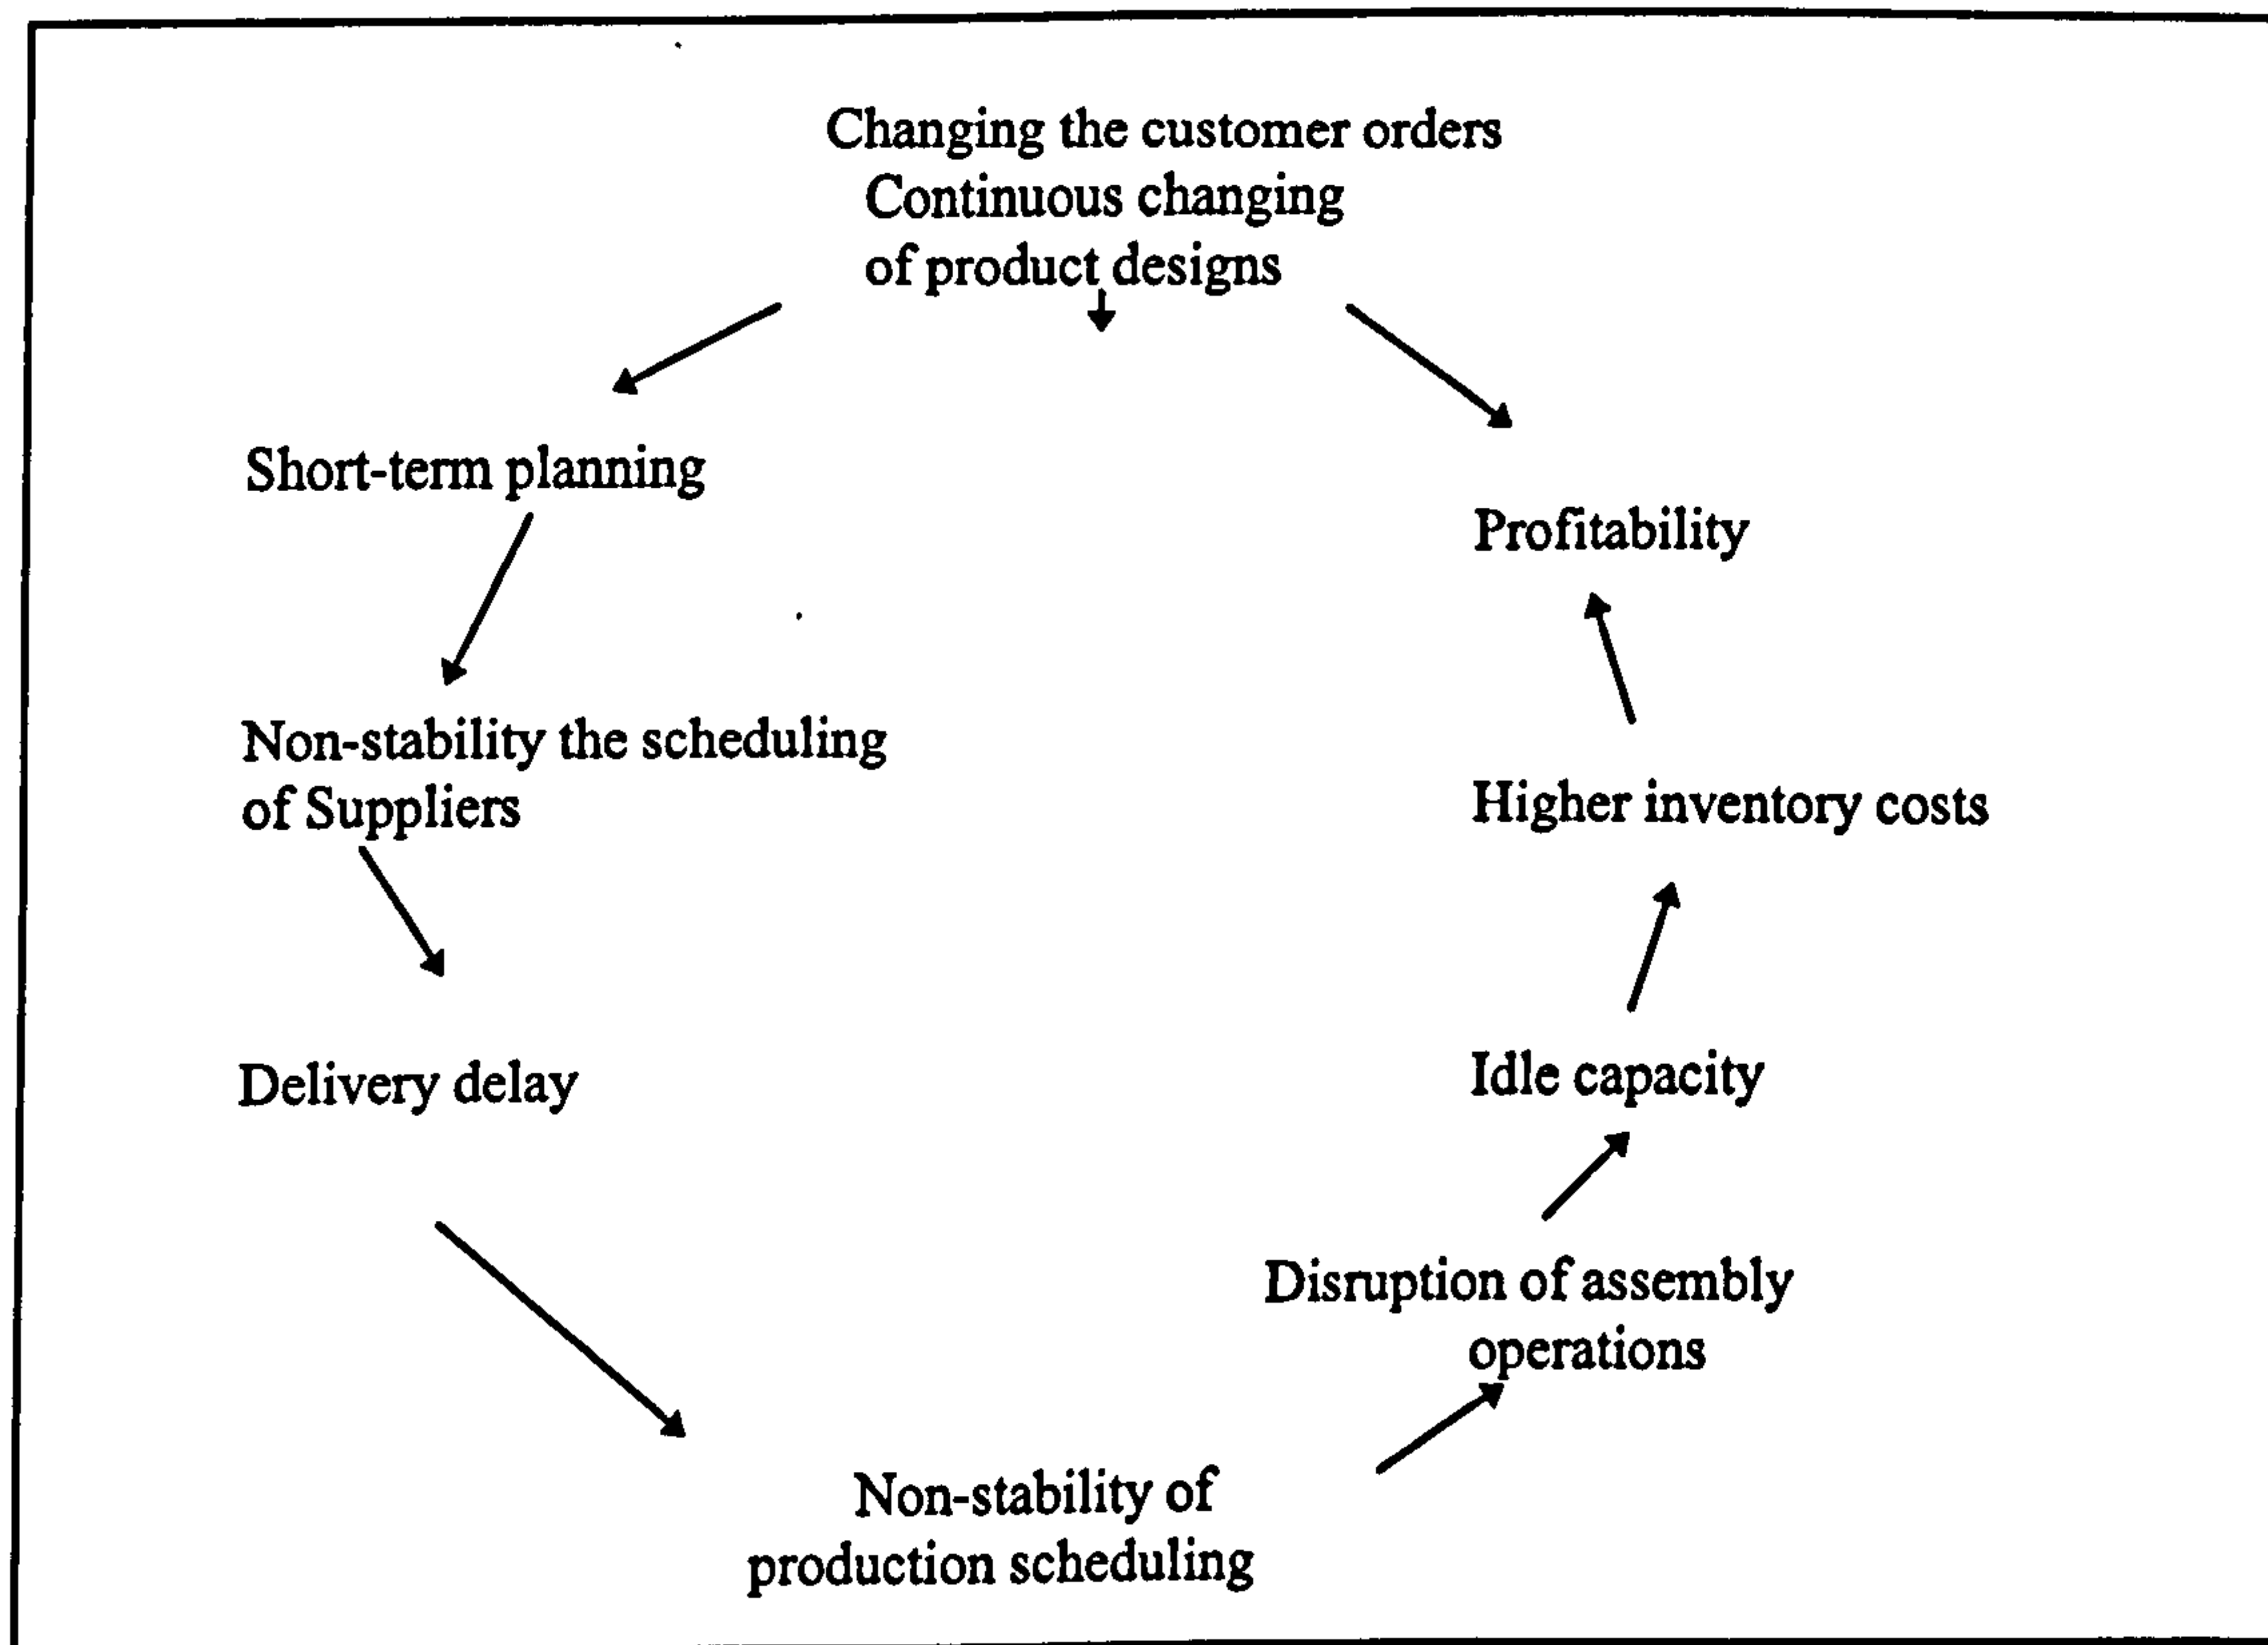 Changing the customer orders
Continuous changing
of product designs
Short-term planning
Profitability
Non-stability the scheduling
of Suppliers
Higher inventory costs
Delivery delay
Idle capacity
Disruption of assembly
operations
Non-stability of
production scheduling